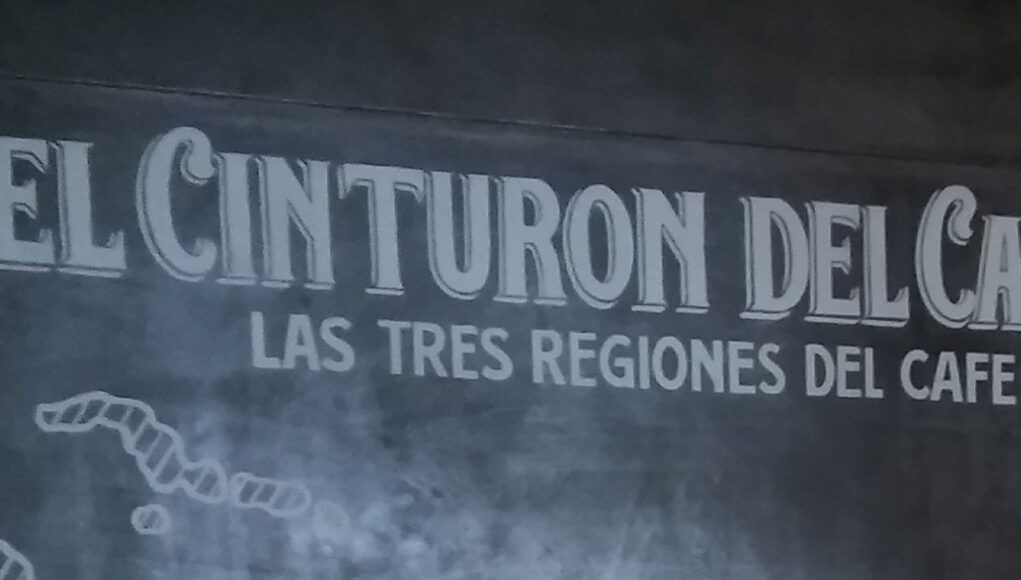 EL CINTURON DEL CA
LAS TRES REGIONES DEL CAFE